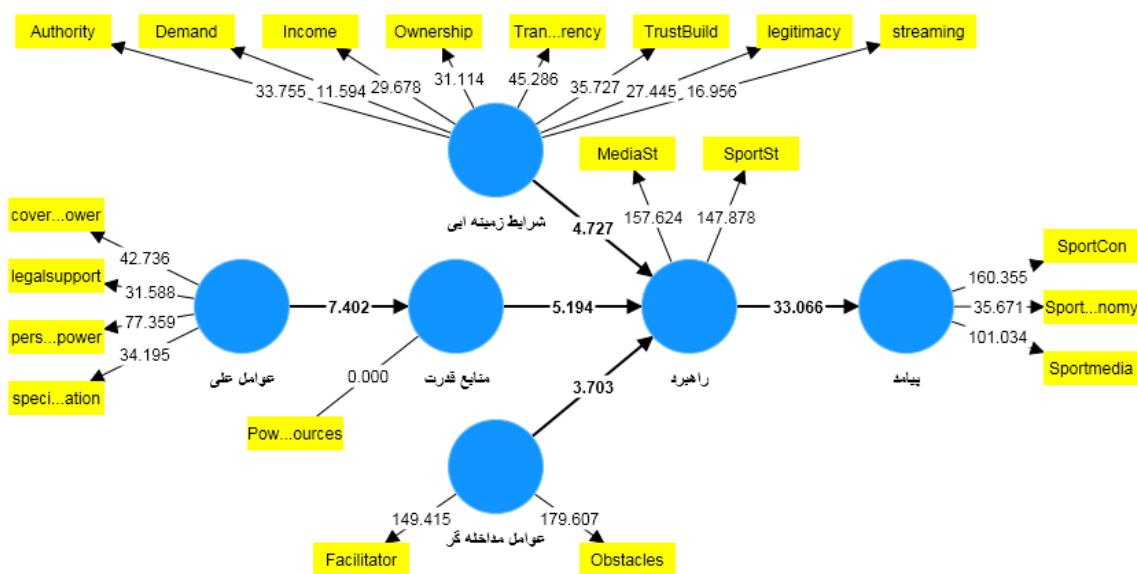 Authority
Demand
Income
Ownership
Tran...rency
TrustBuild
legitimacy
streaming
33.755
11.594
29.678
31.114
45.286
35.727
27.445
16.956
MediaSt
SportSt
شرایط زمینه ایی
4.727
157.624
147.878
cover...ower
legalsupport
pers...power
speci...ation
42.736
31.588
77.359
34.195
عوامل علی
7.402
منابع قدرت
5.194
راهبرد
33.066
پیامد
160.355
35.671
101.034
SportCon
Sport...nomy
Sportmedia
0.000
Pow...ources
3.703
عوامل مداخله گر
149.415
179.607
Facilitator
Obstacles